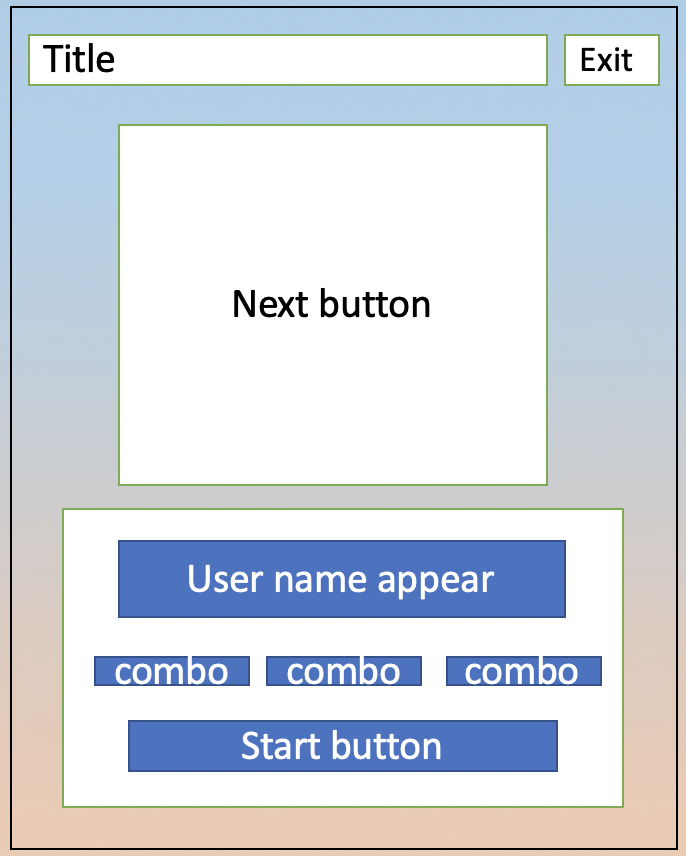 Title
Exit
Next button
User name appear
combo
combo
combo
Start button